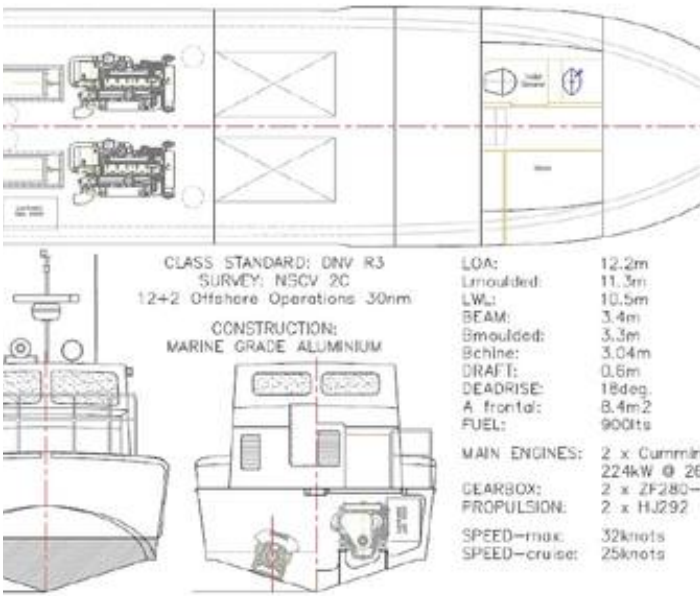 Toilet
CLASS STANDARD: DNV R3
SURVEY: NSCV 2C
12+2 Offshore Operations 30nm
CONSTRUCTION:
MARINE GRADE ALUMINIUM
LOA: 12.2m
Lmoulded: 11.3m
LWL: 10.5m
BEAM: 3.4m
Bmoulded: 3.3m
Bchine: 3.04m
DRAFT: 0.6m
DEADRISE: 18deg.
A frontal: 8.4m2
FUEL: 900lts
MAIN ENGINES: 2 x Cummin
224kW @ 26
GEARBOX: 2 x ZF280-
PROPULSION: 2 x HJ292
SPEED-max: 32knots
SPEED-cruise: 25knots